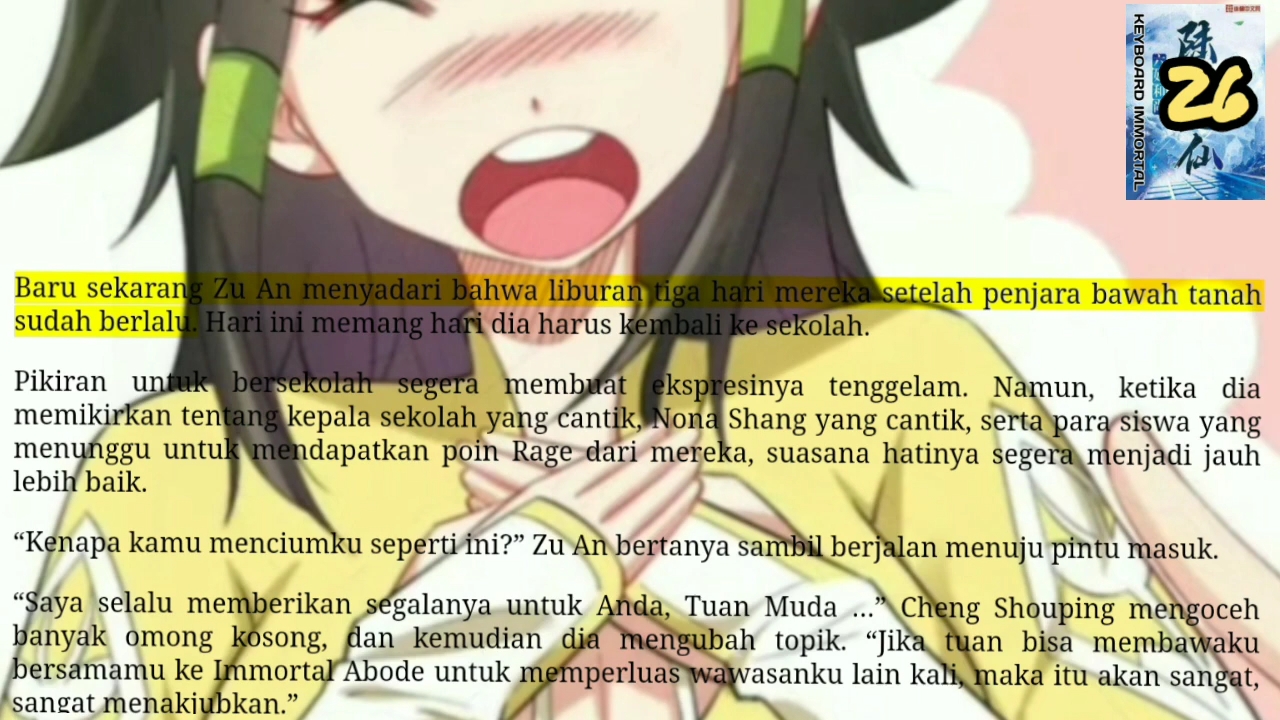 陆
26
仙
KEYBOARD IMMORTAL
Baru sekarang Zu An menyadari bahwa liburan tiga hari mereka setelah penjara bawah tanah
sudah berlalu. Hari ini memang hari dia harus kembali ke sekolah.
Pikiran untuk bersekolah segera membuat ekspresinya tenggelam. Namun, ketika dia
memikirkan tentang kepala sekolah yang cantik, Nona Shang yang cantik, serta para siswa yang
menunggu untuk mendapatkan poin Rage dari mereka, suasana hatinya segera menjadi jauh
lebih baik.
“Kenapa kamu menciumku seperti ini?” Zu An bertanya sambil berjalan menuju pintu masuk.
“Saya selalu memberikan segalanya untuk Anda, Tuan Muda …” Cheng Shouping mengoceh
banyak omong kosong, dan kemudian dia mengubah topik. “Jika tuan bisa membawaku
bersamamu ke Immortal Abode untuk memperluas wawasanku lain kali, maka itu akan sangat,
sangat menakjubkan.”